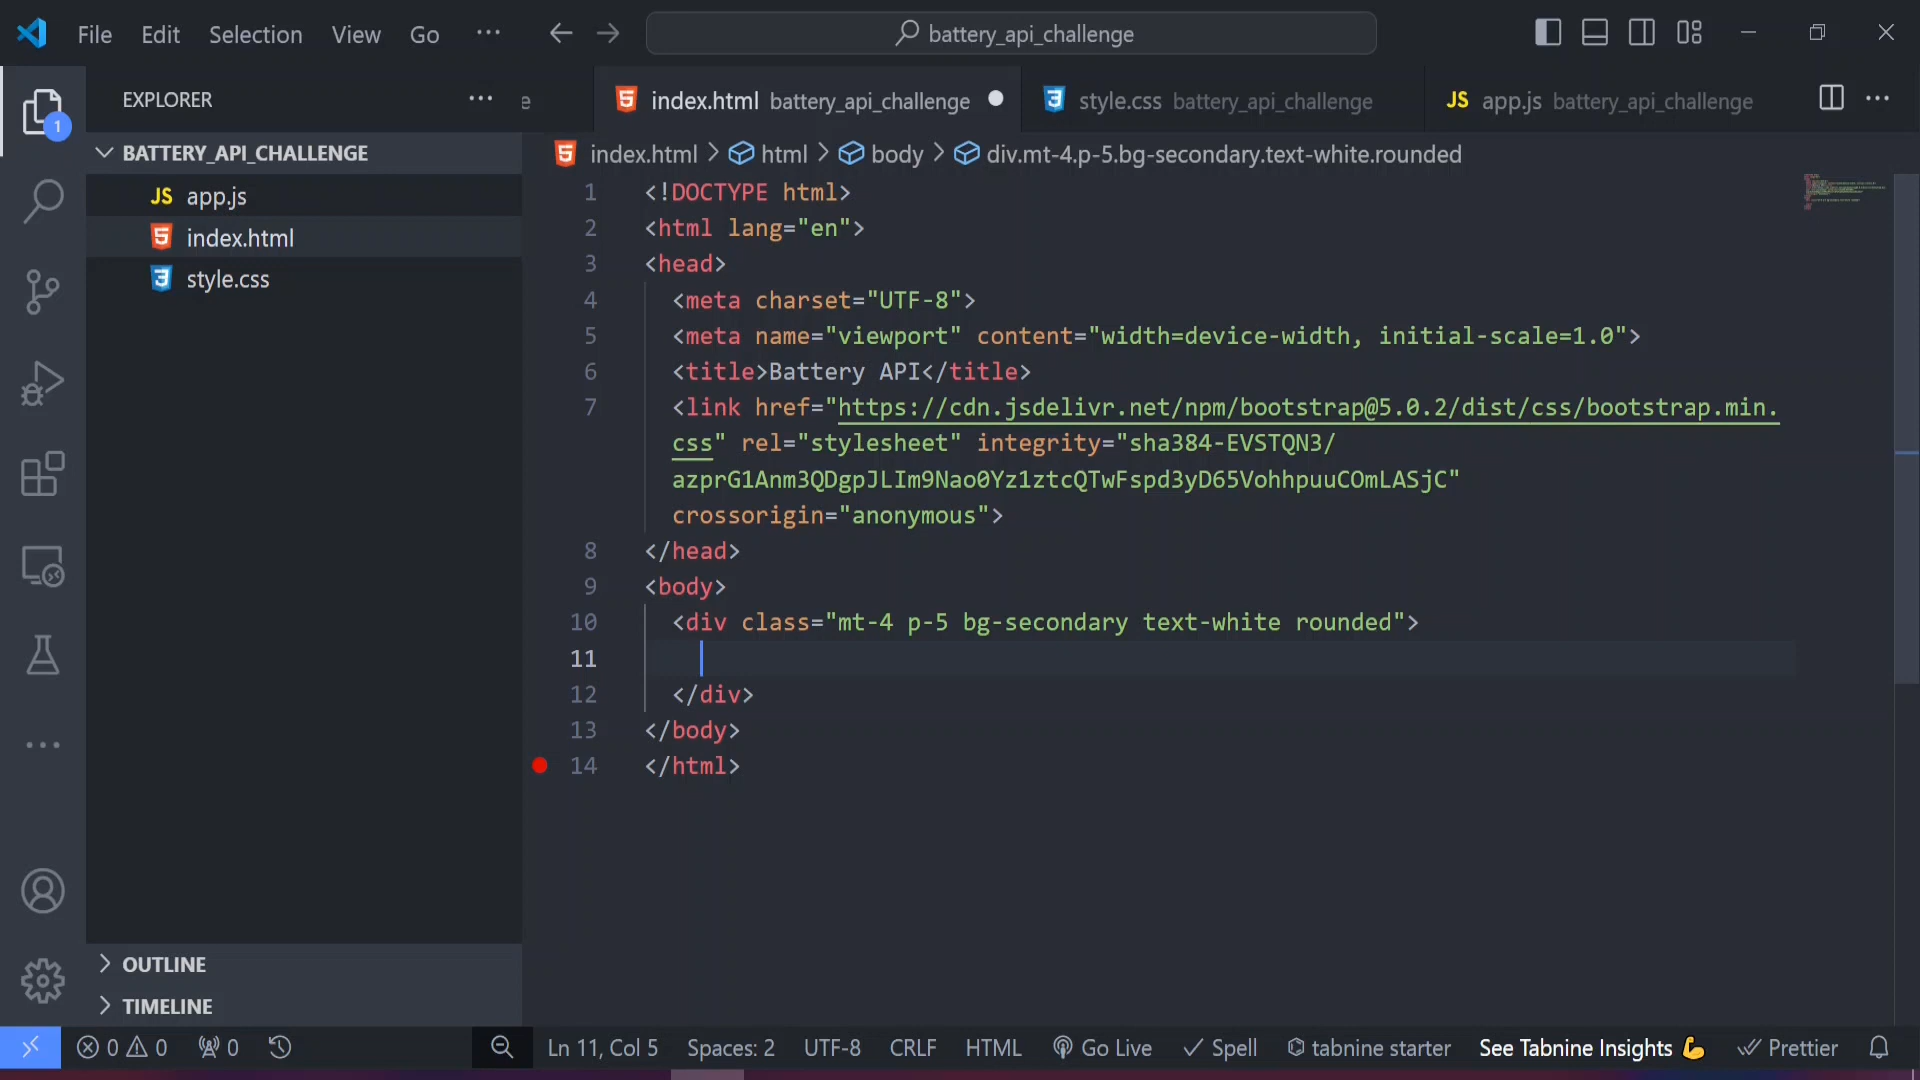 File Edit Selection View Go ··· battery_api_challenge
EXPLORER ··· e index.html battery_api_challenge style.css battery_api_challenge JS app.js battery_api_challenge ···
1
BATTERY_API_CHALLENGE
index.html > html > body > div.mt-4.p-5.bg-secondary.text-white.rounded
JS app.js
index.html
style.css
1 <!DOCTYPE html>
2 <html lang="en">
3 <head>
4 <meta charset="UTF-8">
5 <meta name="viewport" content="width=device-width, initial-scale=1.0">
6 <title>Battery API</title>
7 <link href="https://cdn.jsdelivr.net/npm/bootstrap@5.0.2/dist/css/bootstrap.min.
css" rel="stylesheet" integrity="sha384-EVSTQN3/
azprG1Anm3QDgpJLIm9Nao0Yz1ztcQTwFspd3yD65VohhpuuCOmLASjC"
crossorigin="anonymous">
8 </head>
9 <body>
10 <div class="mt-4 p-5 bg-secondary text-white rounded">
11
12 </div>
13 </body>
14 </html>
OUTLINE
TIMELINE
0 0 0 Ln 11, Col 5 Spaces: 2 UTF-8 CRLF HTML Go Live Spell tabnine starter See Tabnine Insights 💪 Prettier